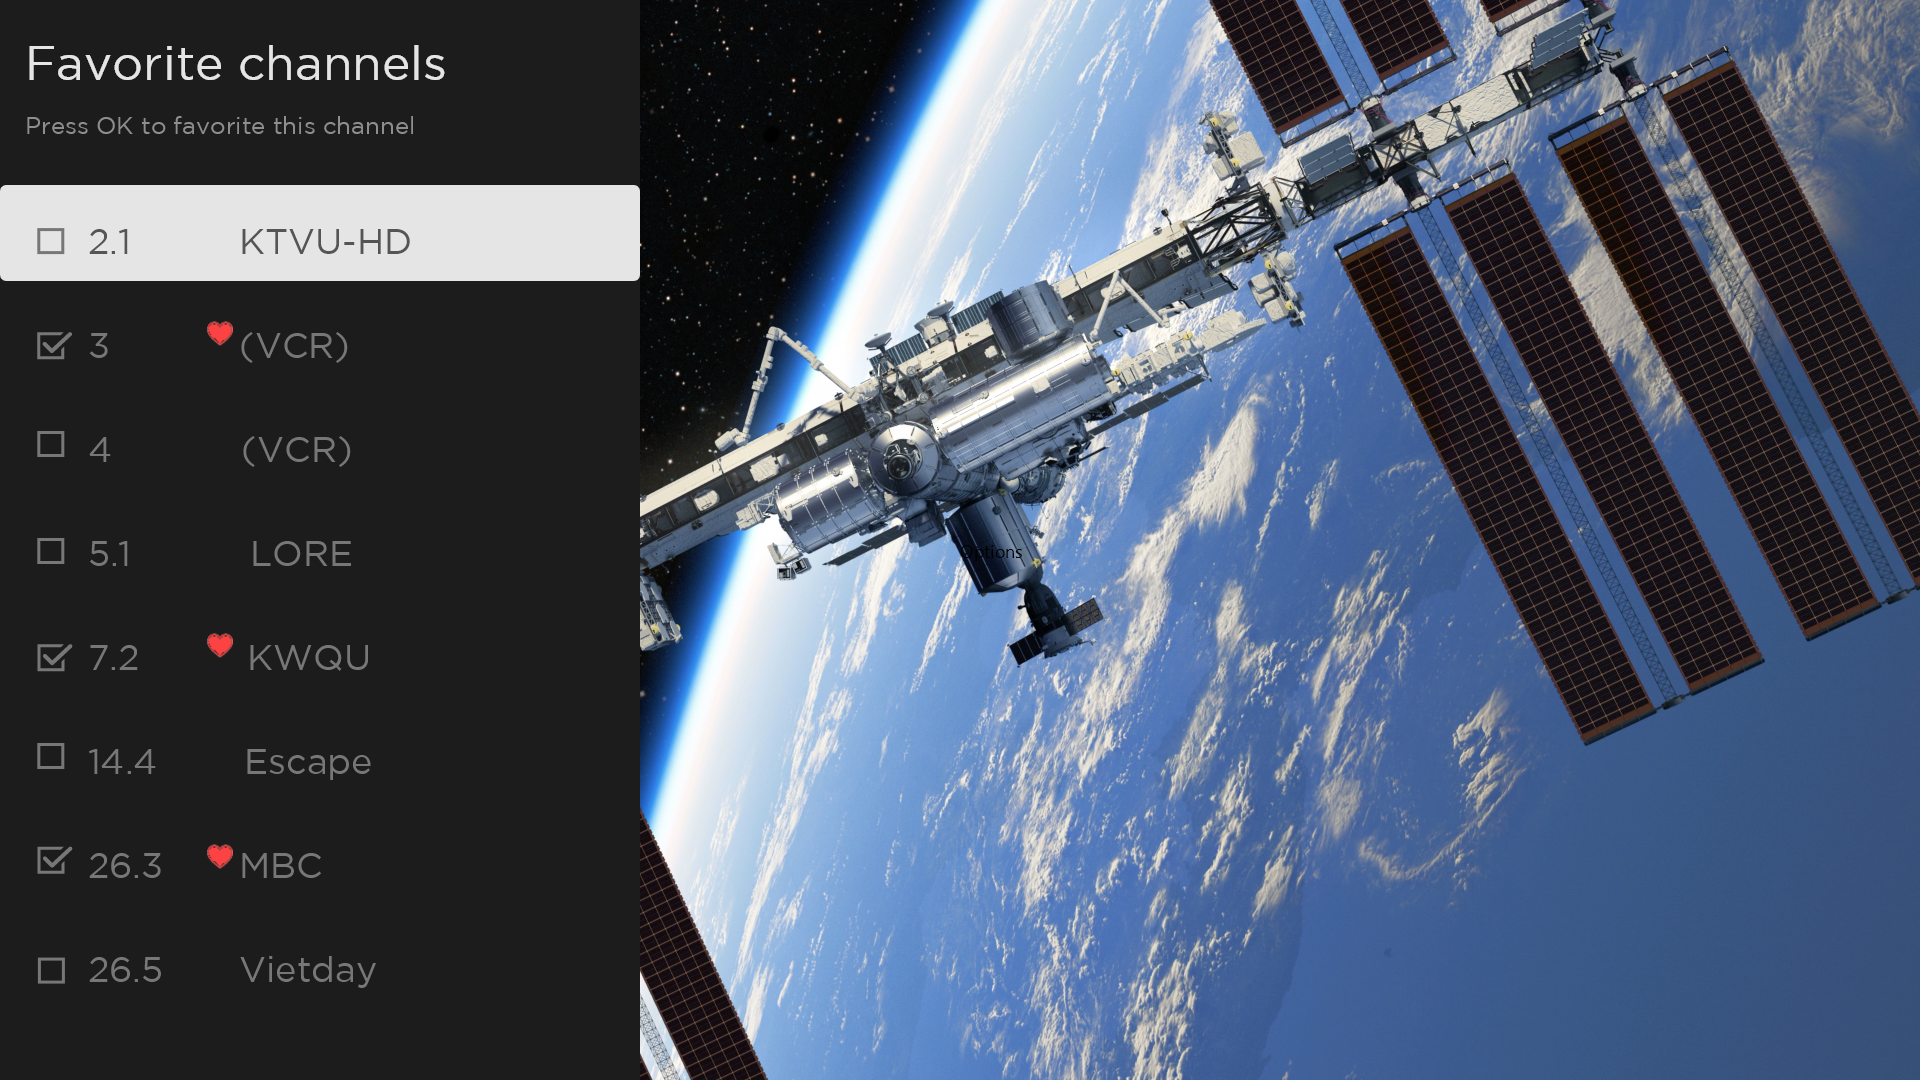 Favorite channels
Press OK to favorite this channel
2.1 KTVU-HD
3 (VCR)
4 (VCR)
5.1 LORE
7.2 KWQU
14.4 Escape
26.3 MBC
26.5 Vietday
Options